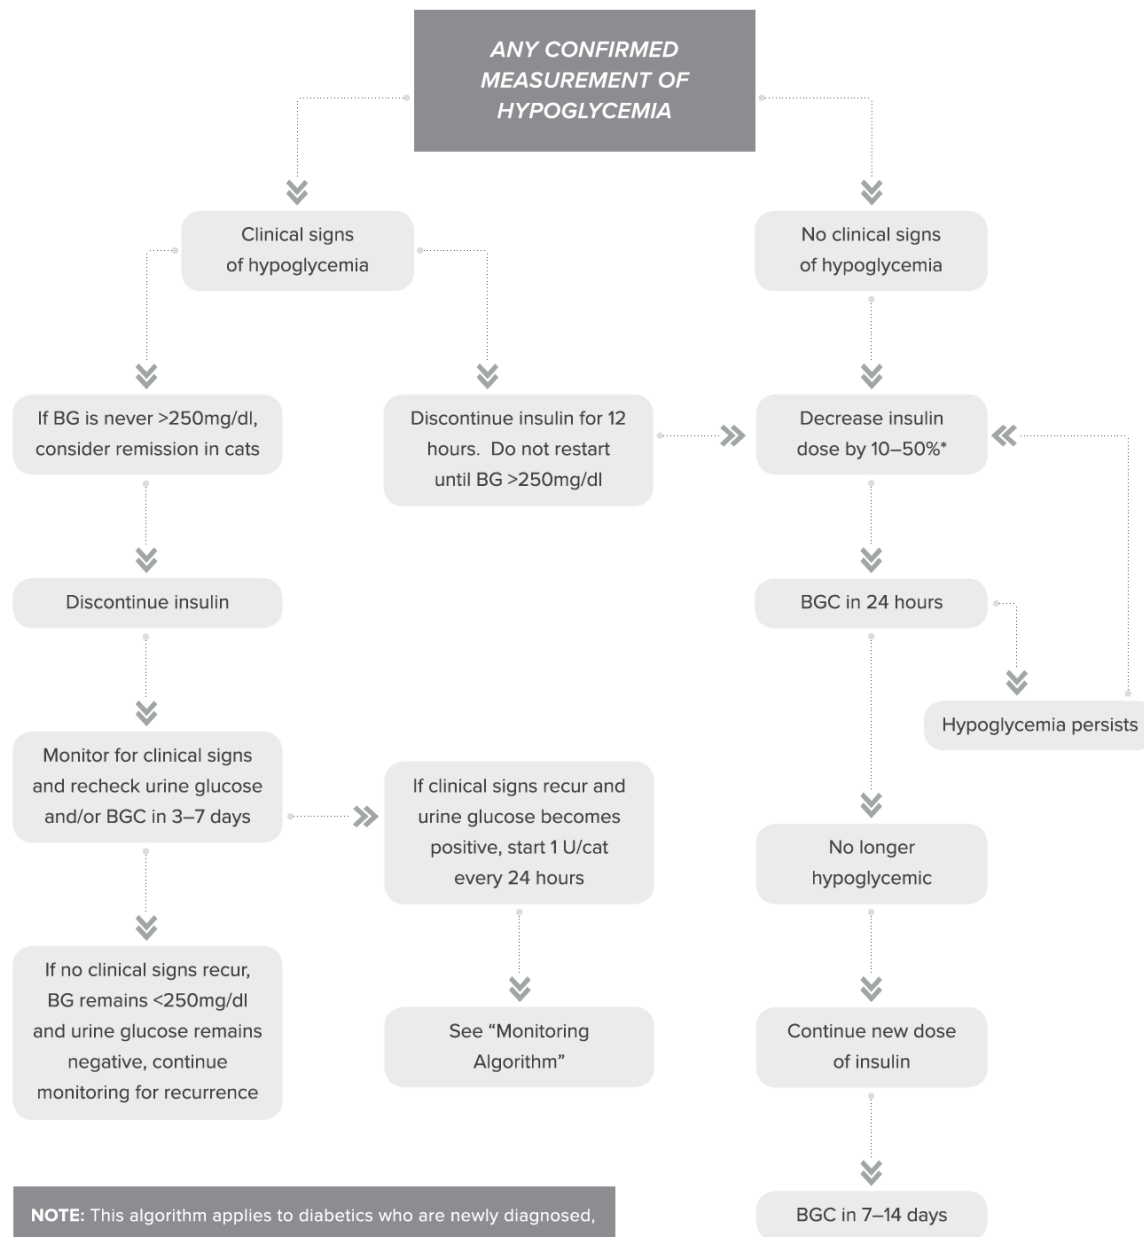 ANY CONFIRMED
MEASUREMENT OF
HYPOGLYCEMIA
Clinical signs
of hypoglycemia
No clinical signs
of hypoglycemia
If BG is never >250mg/dl,
consider remission in cats
Discontinue insulin for 12
hours. Do not restart
until BG >250mg/dl
Decrease insulin
dose by 10–50%*
Discontinue insulin
BGC in 24 hours
Hypoglycemia persists
Monitor for clinical signs
and recheck urine glucose
and/or BGC in 3–7 days
If clinical signs recur and
urine glucose becomes
positive, start 1 U/cat
every 24 hours
No longer
hypoglycemic
If no clinical signs recur,
BG remains <250mg/dl
and urine glucose remains
negative, continue
monitoring for recurrence
See “Monitoring
Algorithm”
Continue new dose
of insulin
NOTE: This algorithm applies to diabetics who are newly diagnosed,
BGC in 7–14 days